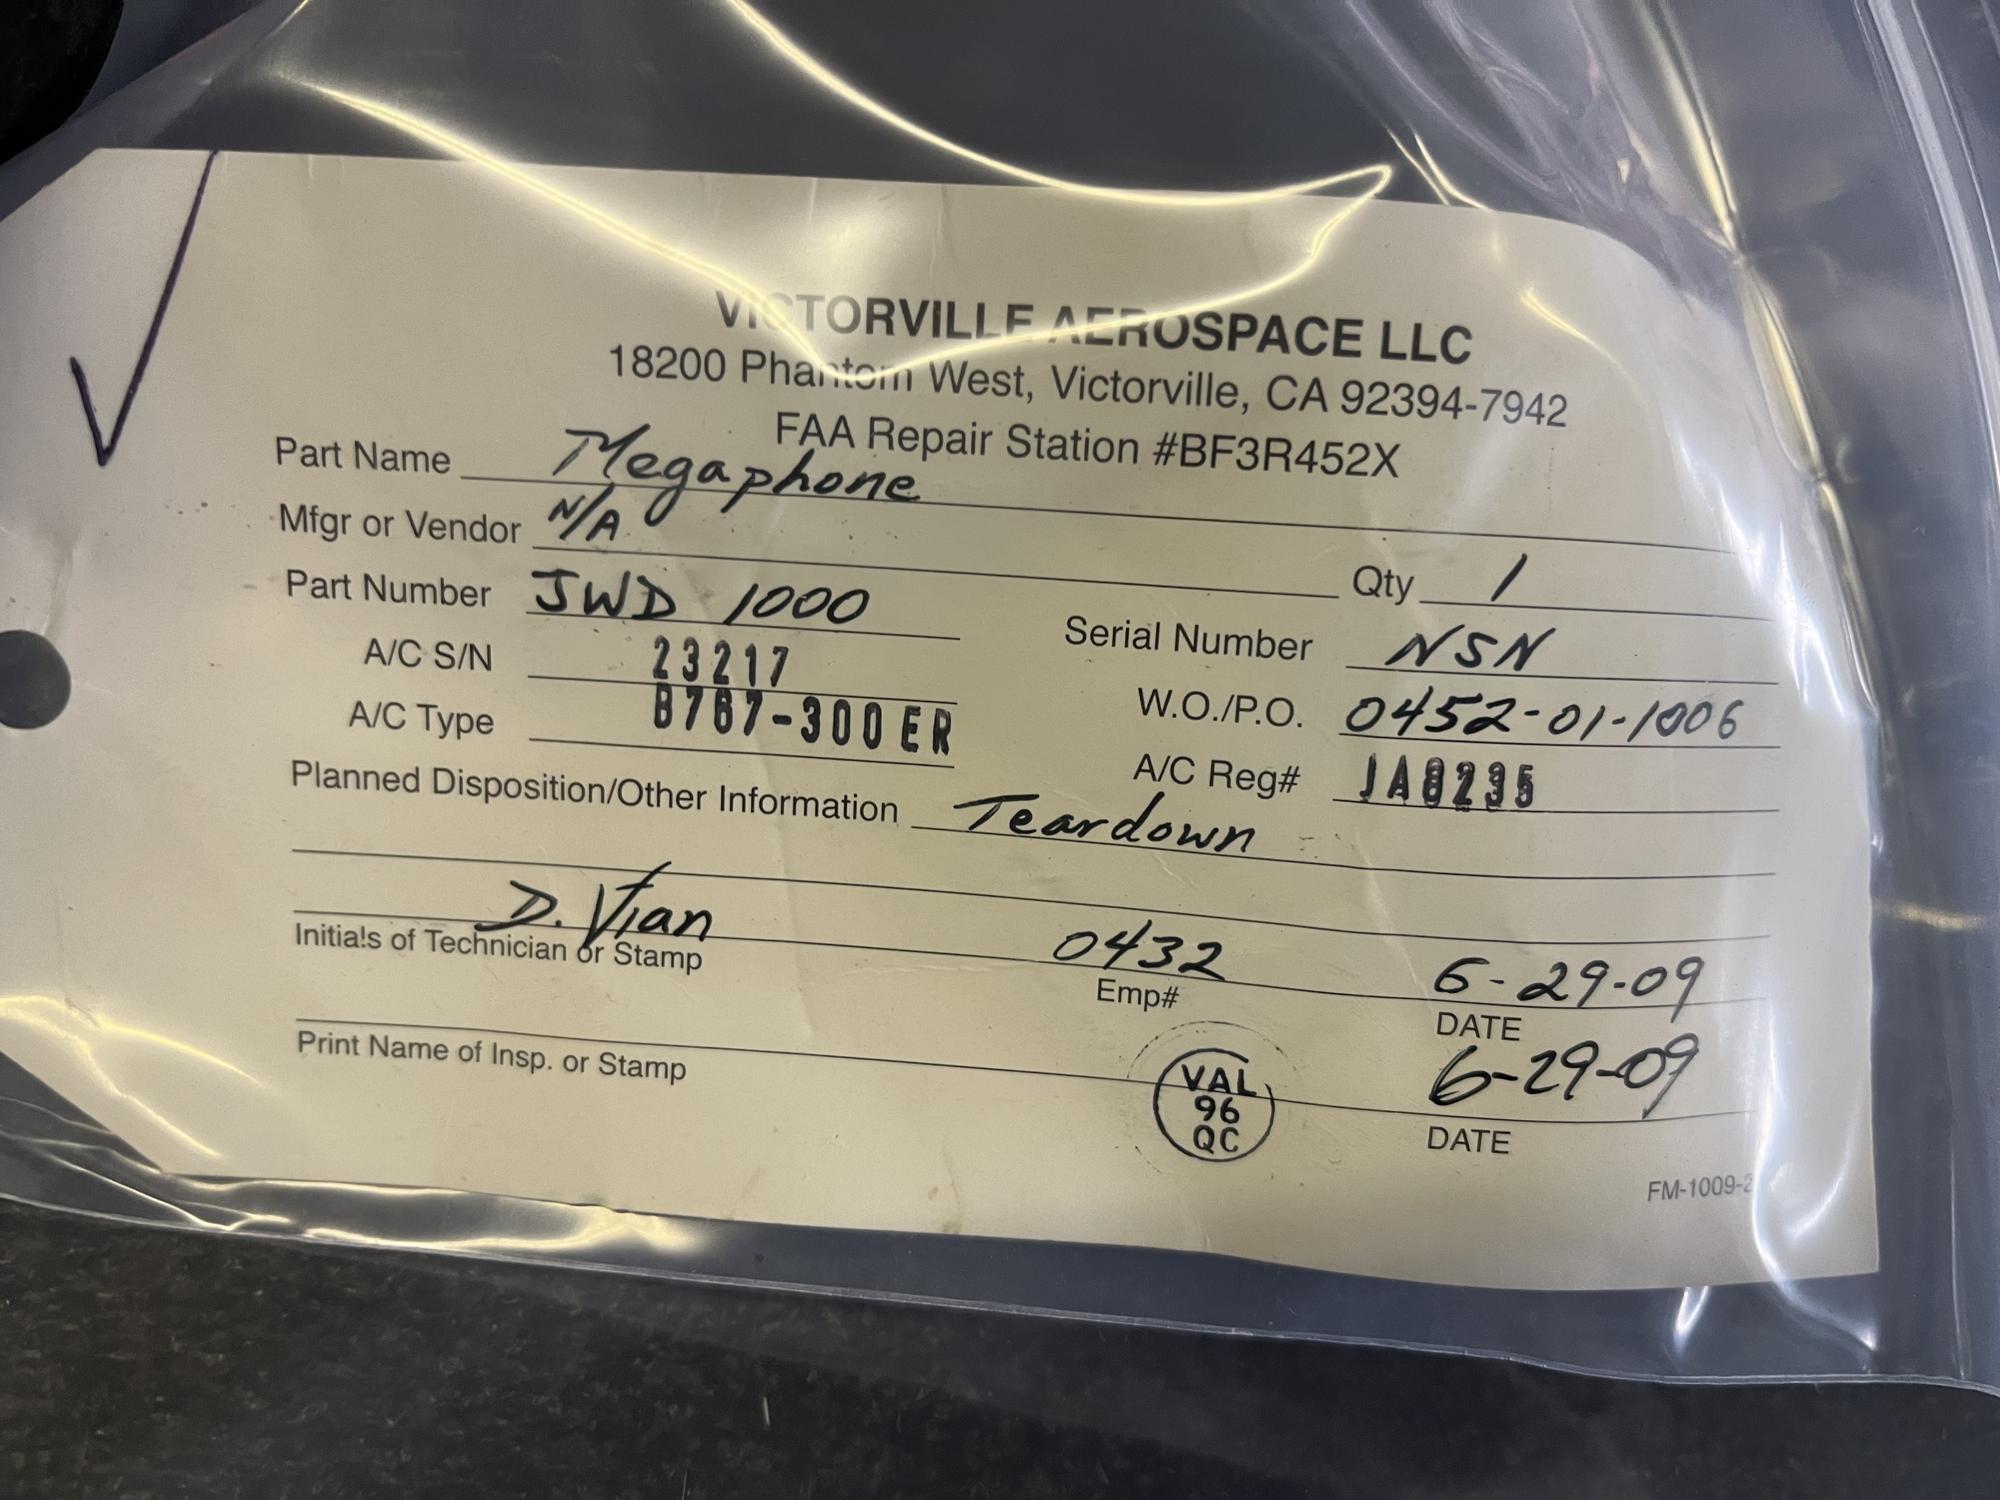 VICTORVILLE AEROSPACE LLC
18200 Phantom West, Victorville, CA 92394-7942
FAA Repair Station #BF3R452X
Part Name Megaphone
Mfgr or Vendor N/A Qty 1
Part Number JWD 1000 Serial Number NSN
A/C S/N 23217 W.O./P.O. 0452-01-1006
A/C Type B767-300ER A/C Reg# JA8235
Planned Disposition/Other Information Teardown
D. Vian 0432 6-29-09
Initials of Technician or Stamp Emp# DATE
6-29-09
Print Name of Insp. or Stamp DATE
VAL
96
QC
FM-1009-2